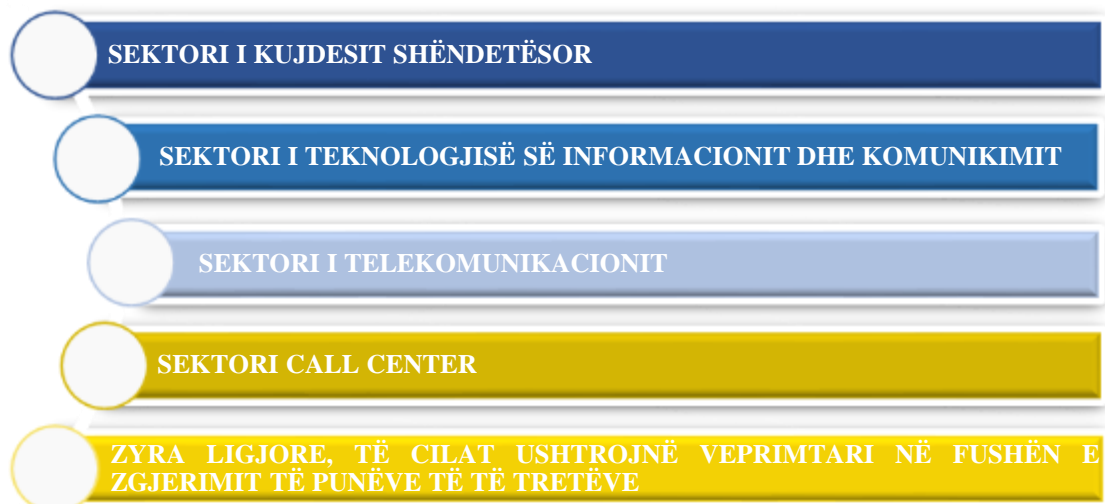 SEKTORI I KUJDESIT SHËNDETËSOR
SEKTORI I TEKNOLOGJISË SË INFORMACIONIT DHE KOMUNIKIMIT
SEKTORI I TELEKOMUNIKACIONIT
SEKTORI CALL CENTER
ZYRA LIGJORE, TË CILAT USHTROJNË VEPRIMTARI NË FUSHËN E
ZGJERIMIT TË PUNËVE TË TË TRETËVE